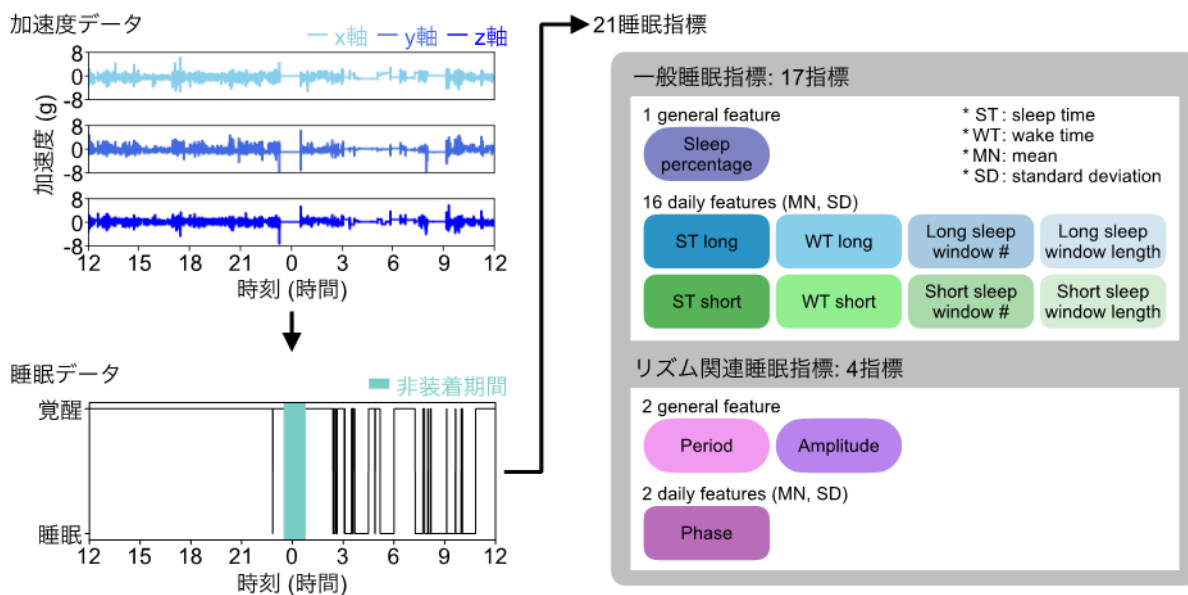 加速度データ
x軸 y軸 z軸
8
0
-8
8
0
-8
8
0
-8
加速度 (g)
12 15 18 21 0 3 6 9 12
時刻 (時間)
睡眠データ
非装着期間
覚醒
睡眠
12 15 18 21 0 3 6 9 12
時刻 (時間)
21睡眠指標
一般睡眠指標: 17指標
1 general feature
Sleep
percentage
* ST : sleep time
* WT : wake time
* MN : mean
* SD : standard deviation
16 daily features (MN, SD)
ST long
WT long
Long sleep
window #
Long sleep
window length
ST short
WT short
Short sleep
window #
Short sleep
window length
リズム関連睡眠指標: 4指標
2 general feature
Period
Amplitude
2 daily features (MN, SD)
Phase